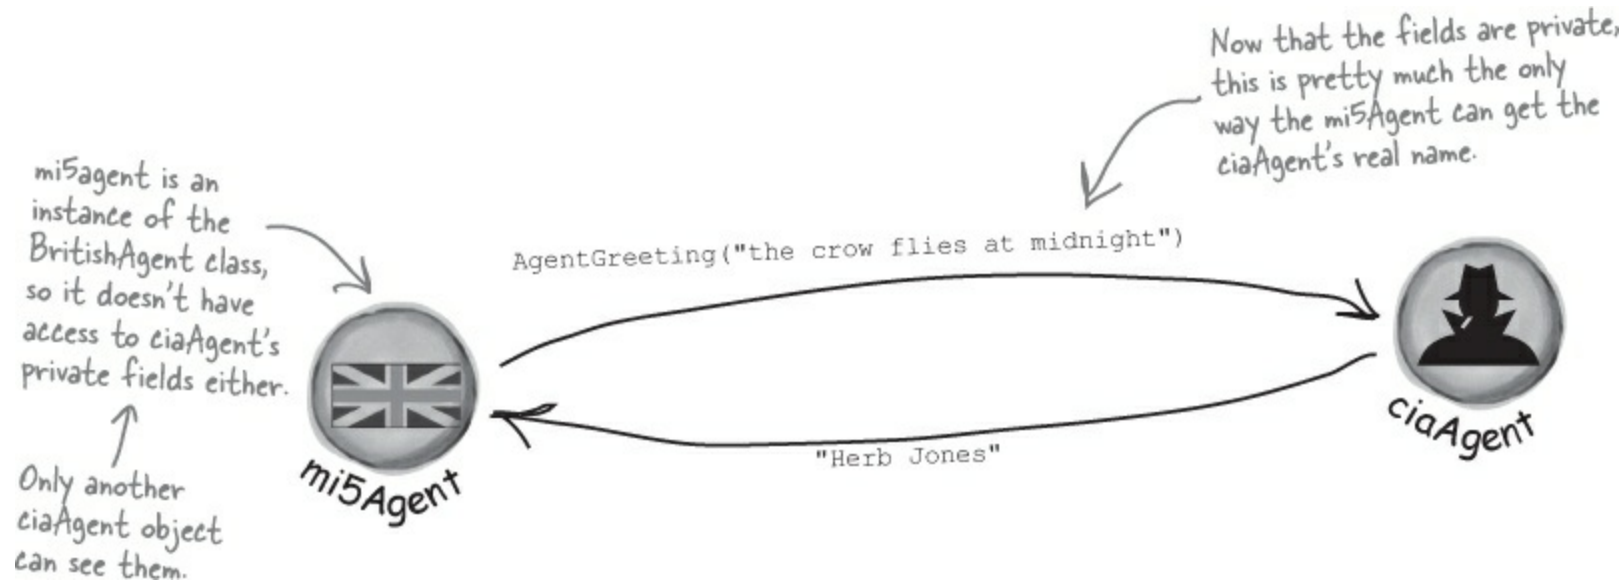 Now that the fields are private,
this is pretty much the only
way the mi5Agent can get the
ciaAgent's real name.
mi5agent is an
instance of the
BritishAgent class,
so it doesn't have
access to ciaAgent's
private fields either.
AgentGreeting("the crow flies at midnight")
"Herb Jones"
mi5Agent
ciaAgent
Only another
ciaAgent object
can see them.